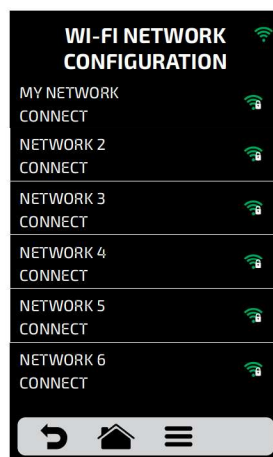 WI-FI NETWORK
CONFIGURATION
MY NETWORK
CONNECT
NETWORK 2
CONNECT
NETWORK 3
CONNECT
NETWORK 4
CONNECT
NETWORK 5
CONNECT
NETWORK 6
CONNECT